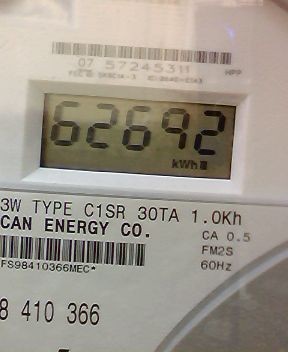 07 57245311 HPP
62692
kWh
3W TYPE C1SR 30TA 1.0Kh
CAN ENERGY CO. CA 0.5
FM2S
FS98410366MEC* 60Hz
8 410 366